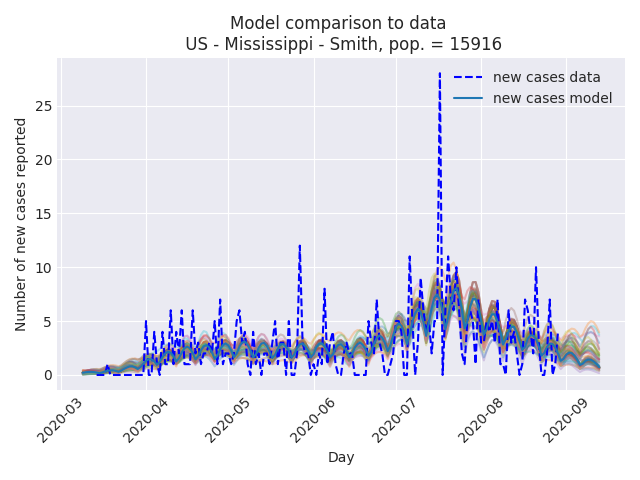 Model comparison to data
US - Mississippi - Smith, pop. = 15916
new cases data
new cases model
Number of new cases reported
25
20
15
10
5
0
2020-03
2020-04
2020-05
2020-06
2020-07
2020-08
2020-09
Day